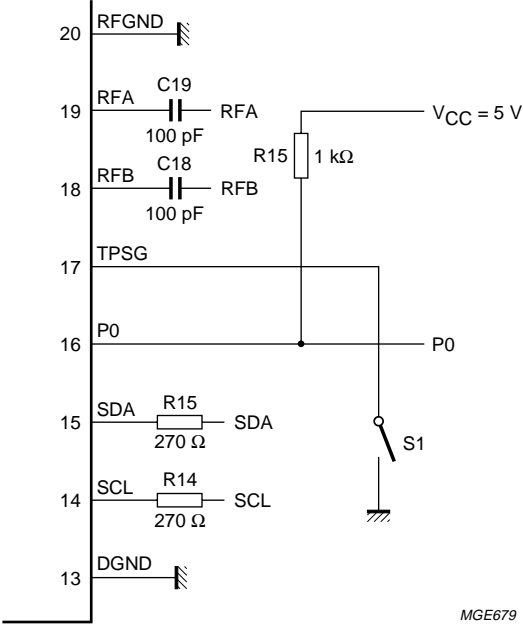 20 RFGND
C19
19 RFA RFA
100 pF
VCC = 5 V
R15 1 kΩ
C18
18 RFB RFB
100 pF
17 TPSG
16 P0 P0
R15
15 SDA SDA
270 Ω
S1
R14
14 SCL SCL
270 Ω
13 DGND
MGE679